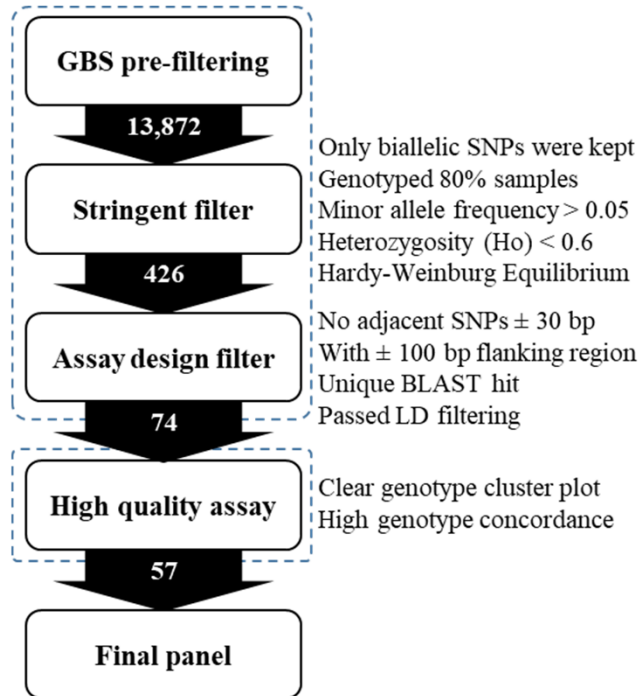 GBS pre-filtering
13,872
Only biallelic SNPs were kept
Genotyped 80% samples
Minor allele frequency > 0.05
Heterozygosity (Ho) < 0.6
Hardy-Weinburg Equilibrium
Stringent filter
426
No adjacent SNPs ± 30 bp
With ± 100 bp flanking region
Unique BLAST hit
Passed LD filtering
Assay design filter
74
Clear genotype cluster plot
High genotype concordance
High quality assay
57
Final panel